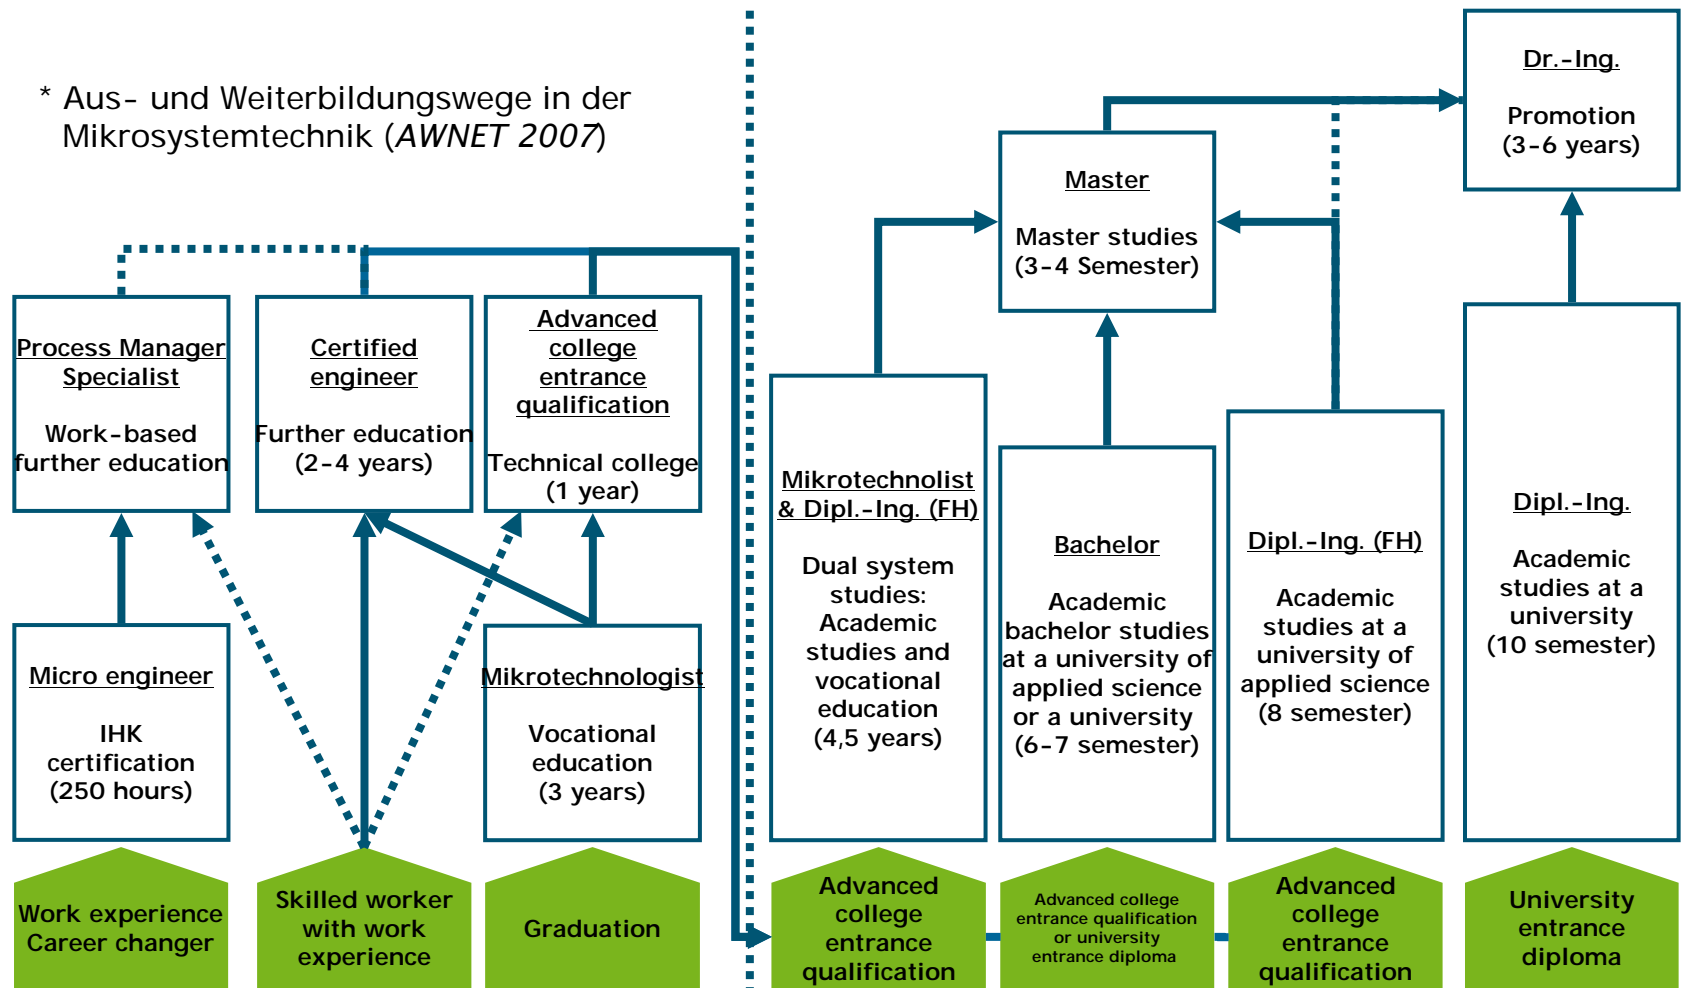 * Aus- und Weiterbildungswege in der
Mikrosystemtechnik (AWNET 2007)
Process Manager
Specialist
Work-based
further education
Certified
engineer
Further education
(2-4 years)
Advanced
college
entrance
qualification
Technical college
(1 year)
Micro engineer
IHK
certification
(250 hours)
Mikrotechnologist
Vocational
education
(3 years)
Work experience
Career changer
Skilled worker
with work
experience
Graduation
Dr.-Ing.
Promotion
(3-6 years)
Master
Master studies
(3-4 Semester)
Mikrotechnolist
& Dipl.-Ing. (FH)
Dual system
studies:
Academic
studies and
vocational
education
(4,5 years)
Bachelor
Academic
bachelor studies
at a university of
applied science
or a university
(6-7 semester)
Dipl.-Ing. (FH)
Academic
studies at a
university of
applied science
(8 semester)
Dipl.-Ing.
Academic
studies at a
university
(10 semester)
Advanced
college
entrance
qualification
Advanced college
entrance qualification
or university
entrance diploma
Advanced
college
entrance
qualification
University
entrance
diploma